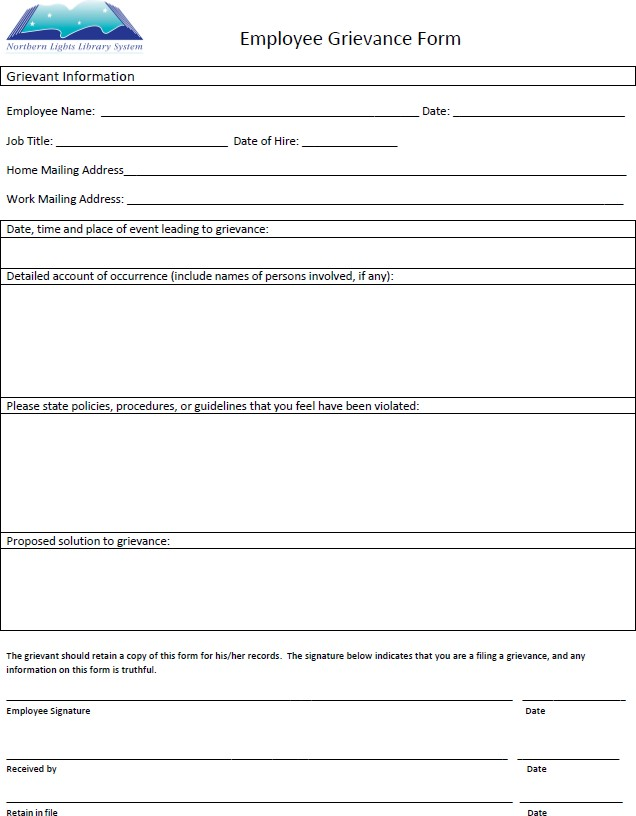 Northern Lights Library System
Employee Grievance Form
Grievant Information
Employee Name: Date:
Job Title: Date of Hire:
Home Mailing Address
Work Mailing Address:
Date, time and place of event leading to grievance:
Detailed account of occurrence (include names of persons involved, if any):
Please state policies, procedures, or guidelines that you feel have been violated:
Proposed solution to grievance:
The grievant should retain a copy of this form for his/her records. The signature below indicates that you are a filing a grievance, and any
information on this form is truthful.
Employee Signature Date
Received by Date
Retain in file Date